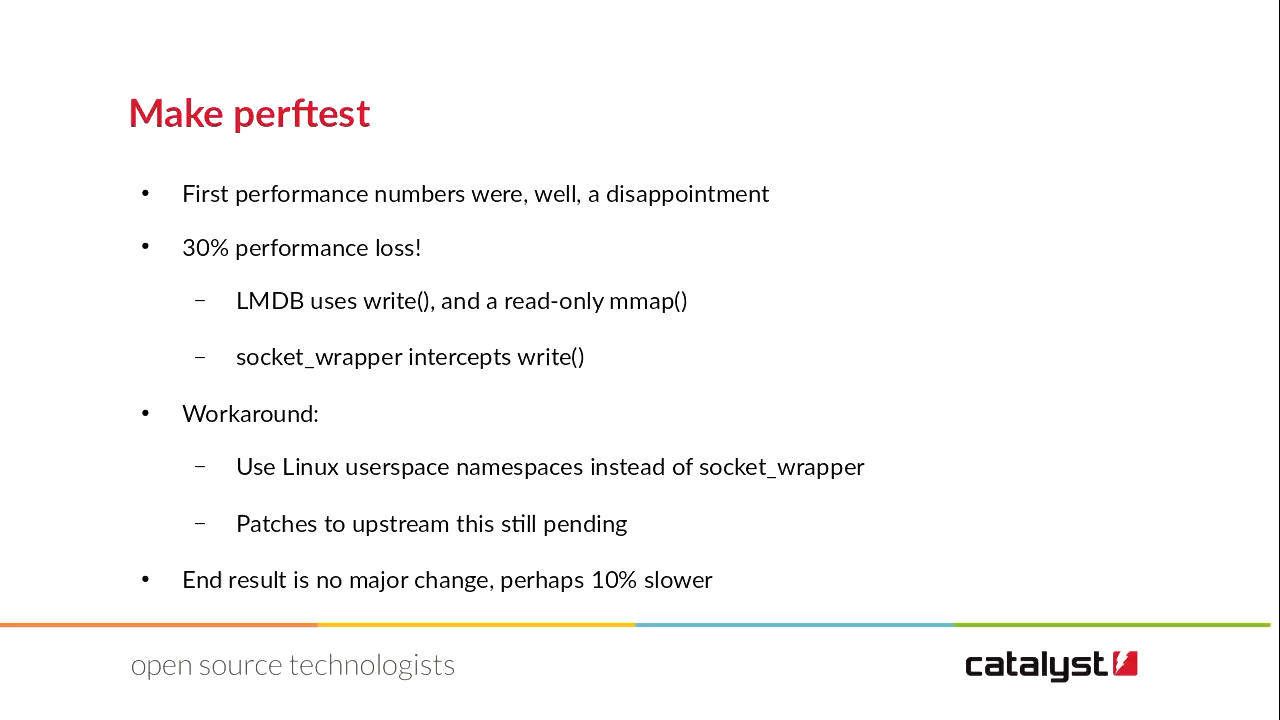 Make perftest
• First performance numbers were, well, a disappointment
• 30% performance loss!
– LMDB uses write(), and a read-only mmap()
– socket_wrapper intercepts write()
• Workaround:
– Use Linux userspace namespaces instead of socket_wrapper
– Patches to upstream this still pending
• End result is no major change, perhaps 10% slower
open source technologists
catalyst